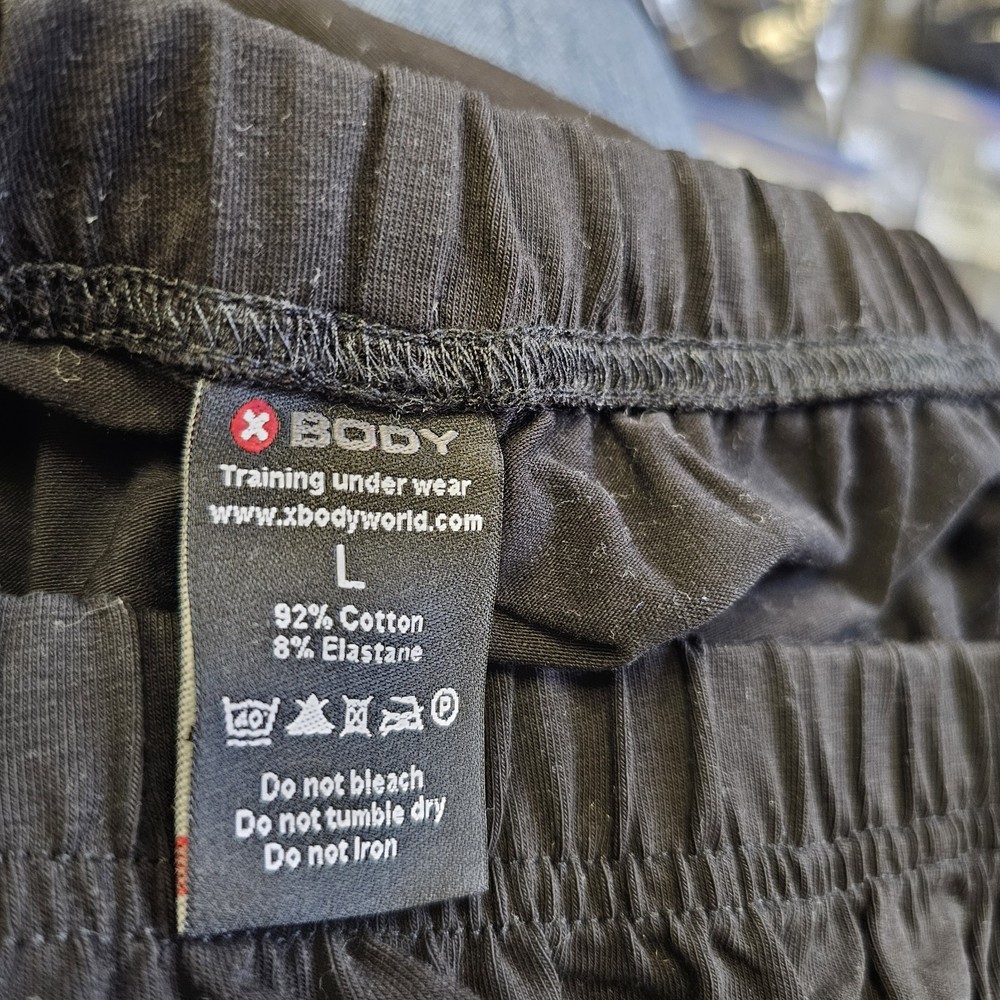 X BODY
Training under wear
www.xbodyworld.com
L
92% Cotton
8% Elastane
40 P
Do not bleach
Do not tumble dry
Do not Iron